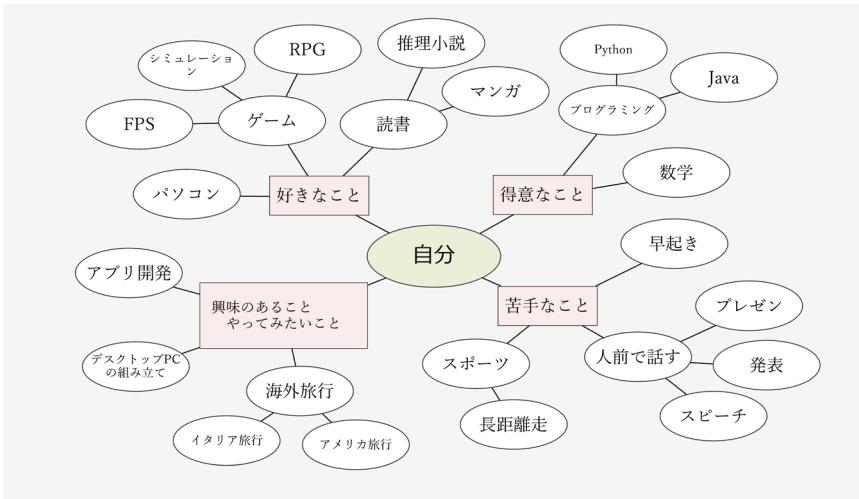 推理小説
RPG
シミュレーショ
ン
マンガ
FPS
ゲーム
読書
パソコン
好きなこと
Python
Java
プログラミング
数学
得意なこと
自分
早起き
アプリ開発
興味のあること
やってみたいこと
苦手なこと
プレゼン
デスクトップPC
の組み立て
スポーツ
人前で話す
発表
海外旅行
スピーチ
イタリア旅行
アメリカ旅行
長距離走